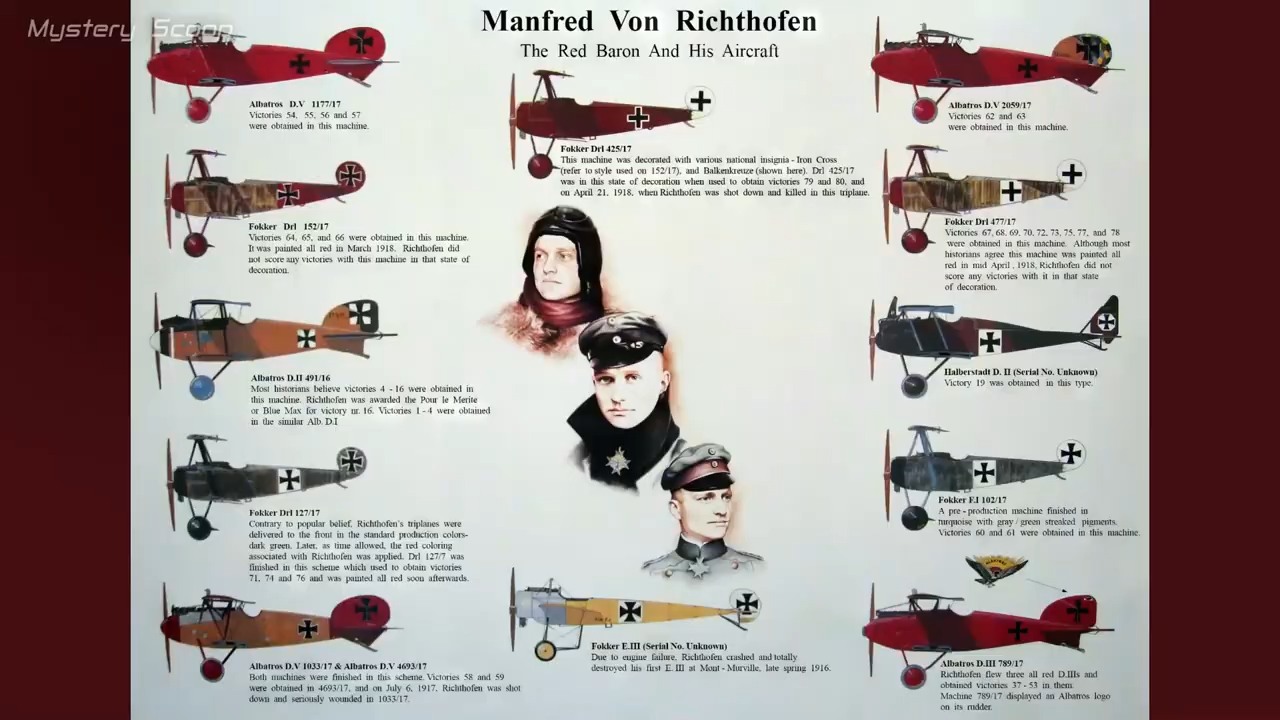 Mystery Scoop
Manfred Von Richthofen
The Red Baron And His Aircraft
Albatros D.V 1177/17
Victories 54, 55, 56 and 57
were obtained in this machine.
Fokker Drl 425/17
This machine was decorated with various national insignia - Iron Cross
(refer to style used on 152/17), and Balkenkreuze (shown here). Drl 425/17
was in this state of decoration when used to obtain victories 79 and 80, and
on April 21, 1918, when Richthofen was shot down and killed in this triplane.
Albatros D.V 2059/17
Victories 62 and 63
were obtained in this machine.
Fokker Drl 152/17
Victories 64, 65, and 66 were obtained in this machine.
It was painted all red in March 1918. Richthofen did
not score any victories with this machine in that state of
decoration.
Fokker Drl 477/17
Victories 67, 68, 69, 70, 72, 73, 75, 77, and 78
were obtained in this machine. Although most
historians agree this machine was painted all
red in mid April , 1918, Richthofen did not
score any victories with it in that state
of decoration.
Albatros D.II 491/16
Most historians believe victories 4 - 16 were obtained in
this machine. Richthofen was awarded the Pour le Merite
or Blue Max for victory nr. 16. Victories 1 - 4 were obtained
in the similar Alb. D.I
Halberstadt D. II (Serial No. Unknown)
Victory 19 was obtained in this type.
Fokker Drl 127/17
Contrary to popular belief, Richthofen's triplanes were
delivered to the front in the standard production colors-
dark green. Later, as time allowed, the red coloring
associated with Richthofen was applied. Drl 127/7 was
finished in this scheme which used to obtain victories
71, 74 and 76 and was painted all red soon afterwards.
Fokker F.I 102/17
A pre - production machine finished in
turquoise with gray / green streaked pigments.
Victories 60 and 61 were obtained in this machine.
Albatros D.V 1033/17 & Albatros D.V 4693/17
Both machines were finished in this scheme. Victories 58 and 59
were obtained in 4693/17, and on July 6, 1917, Richthofen was shot
down and seriously wounded in 1033/17.
Fokker E.III (Serial No. Unknown)
Due to engine failure, Richthofen crashed and totally
destroyed his first E. III at Mont - Murville, late spring 1916.
Albatros D.III 789/17
Richthofen flew three all red D.IIIs and
obtained victories 37 - 53 in them.
Machine 789/17 displayed an Albatros logo
on its rudder.